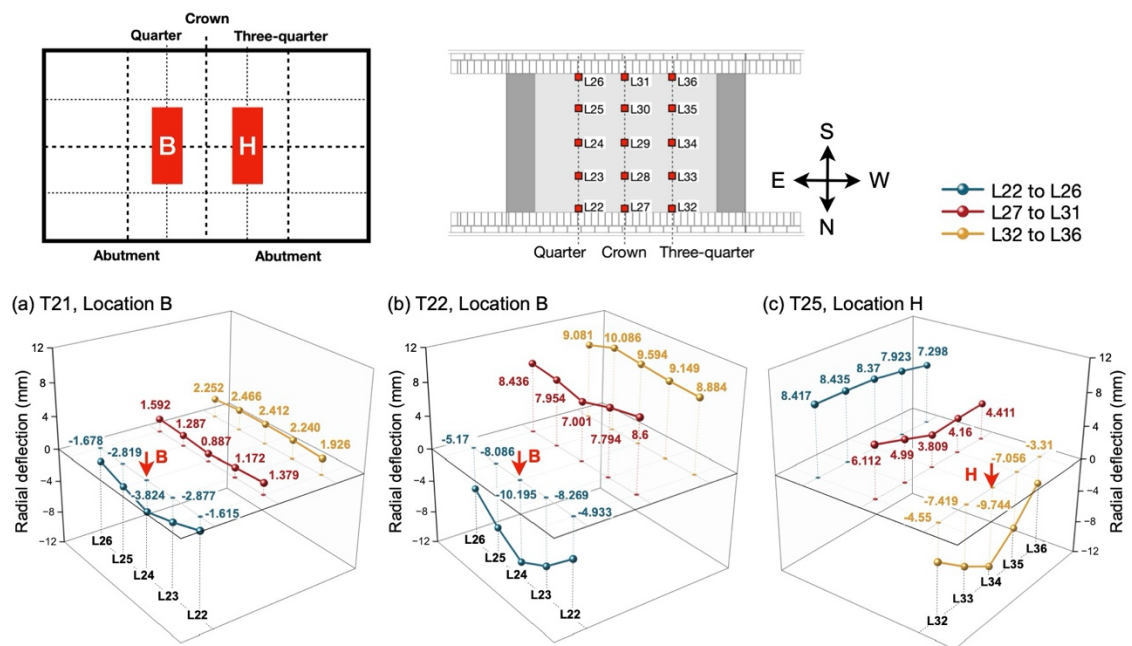 Crown
Quarter Three-quarter
B H
Abutment Abutment
L26 L31 L36
L25 L30 L35
L24 L29 L34
L23 L28 L33
L22 L27 L32
Quarter Crown Three-quarter
S
E W
N
L22 to L26
L27 to L31
L32 to L36
(a) T21, Location B
Radial deflection (mm)
12
8
4
0
−4
−8
−12
2.252
2.466
2.412
2.240
1.926
1.592
1.287
0.887
1.172
1.379
-1.678
-2.819
-3.824
-2.877
-1.615
B
L26
L25
L24
L23
L22
(b) T22, Location B
Radial deflection (mm)
12
8
4
0
−4
−8
−12
9.081
10.086
9.594
9.149
8.884
8.436
7.954
7.001
7.794
8.6
-5.17
-8.086
-10.195
-8.269
-4.933
B
L26
L25
L24
L23
L22
(c) T25, Location H
8.417
8.435
8.37
7.923
7.298
6.112
4.99
3.809
4.16
4.411
-4.55
-7.419
-9.744
-7.056
-3.31
H
L32
L33
L34
L35
L36
12
8
4
0
−4
−8
−12
Radial deflection (mm)